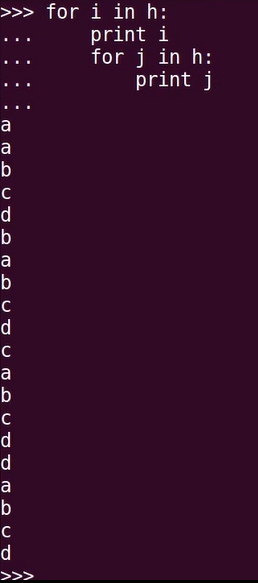 >>> for i in h:
...     print i
...     for j in h:
...         print j
...
a
a
b
c
d
b
a
b
c
d
c
a
b
c
d
d
a
b
c
d
>>>